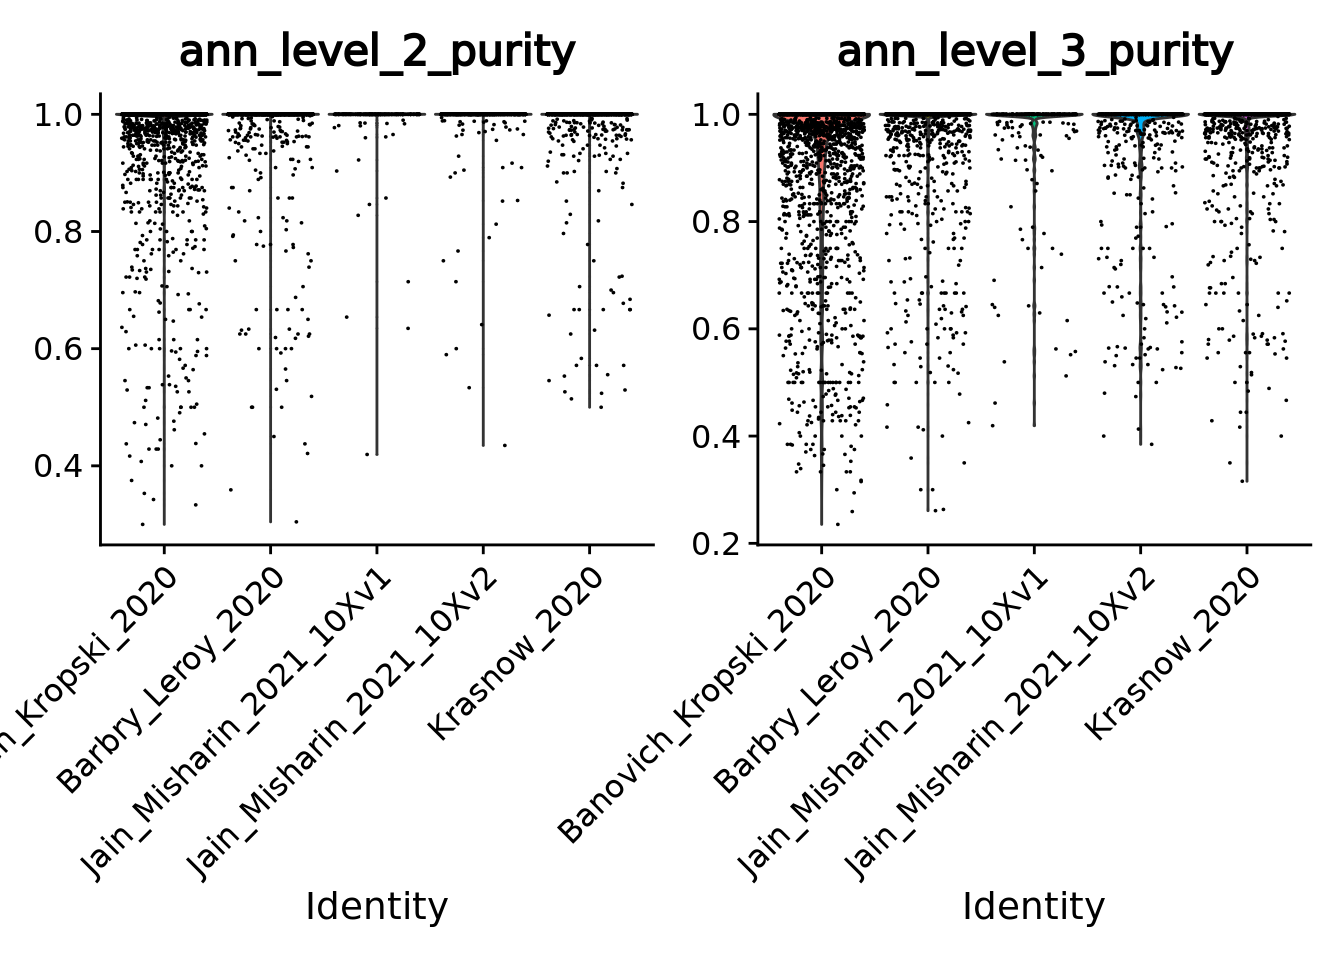 ann_level_2_purity
1.0
0.8
0.6
0.4
Kropski_2020
Barbry_Leroy_2020
Jain_Misharin_2021_10Xv1
Jain_Misharin_2021_10Xv2
Krasnow_2020
Identity
ann_level_3_purity
1.0
0.8
0.6
0.4
0.2
Banovich_Kropski_2020
Barbry_Leroy_2020
Jain_Misharin_2021_10Xv1
Jain_Misharin_2021_10Xv2
Krasnow_2020
Identity